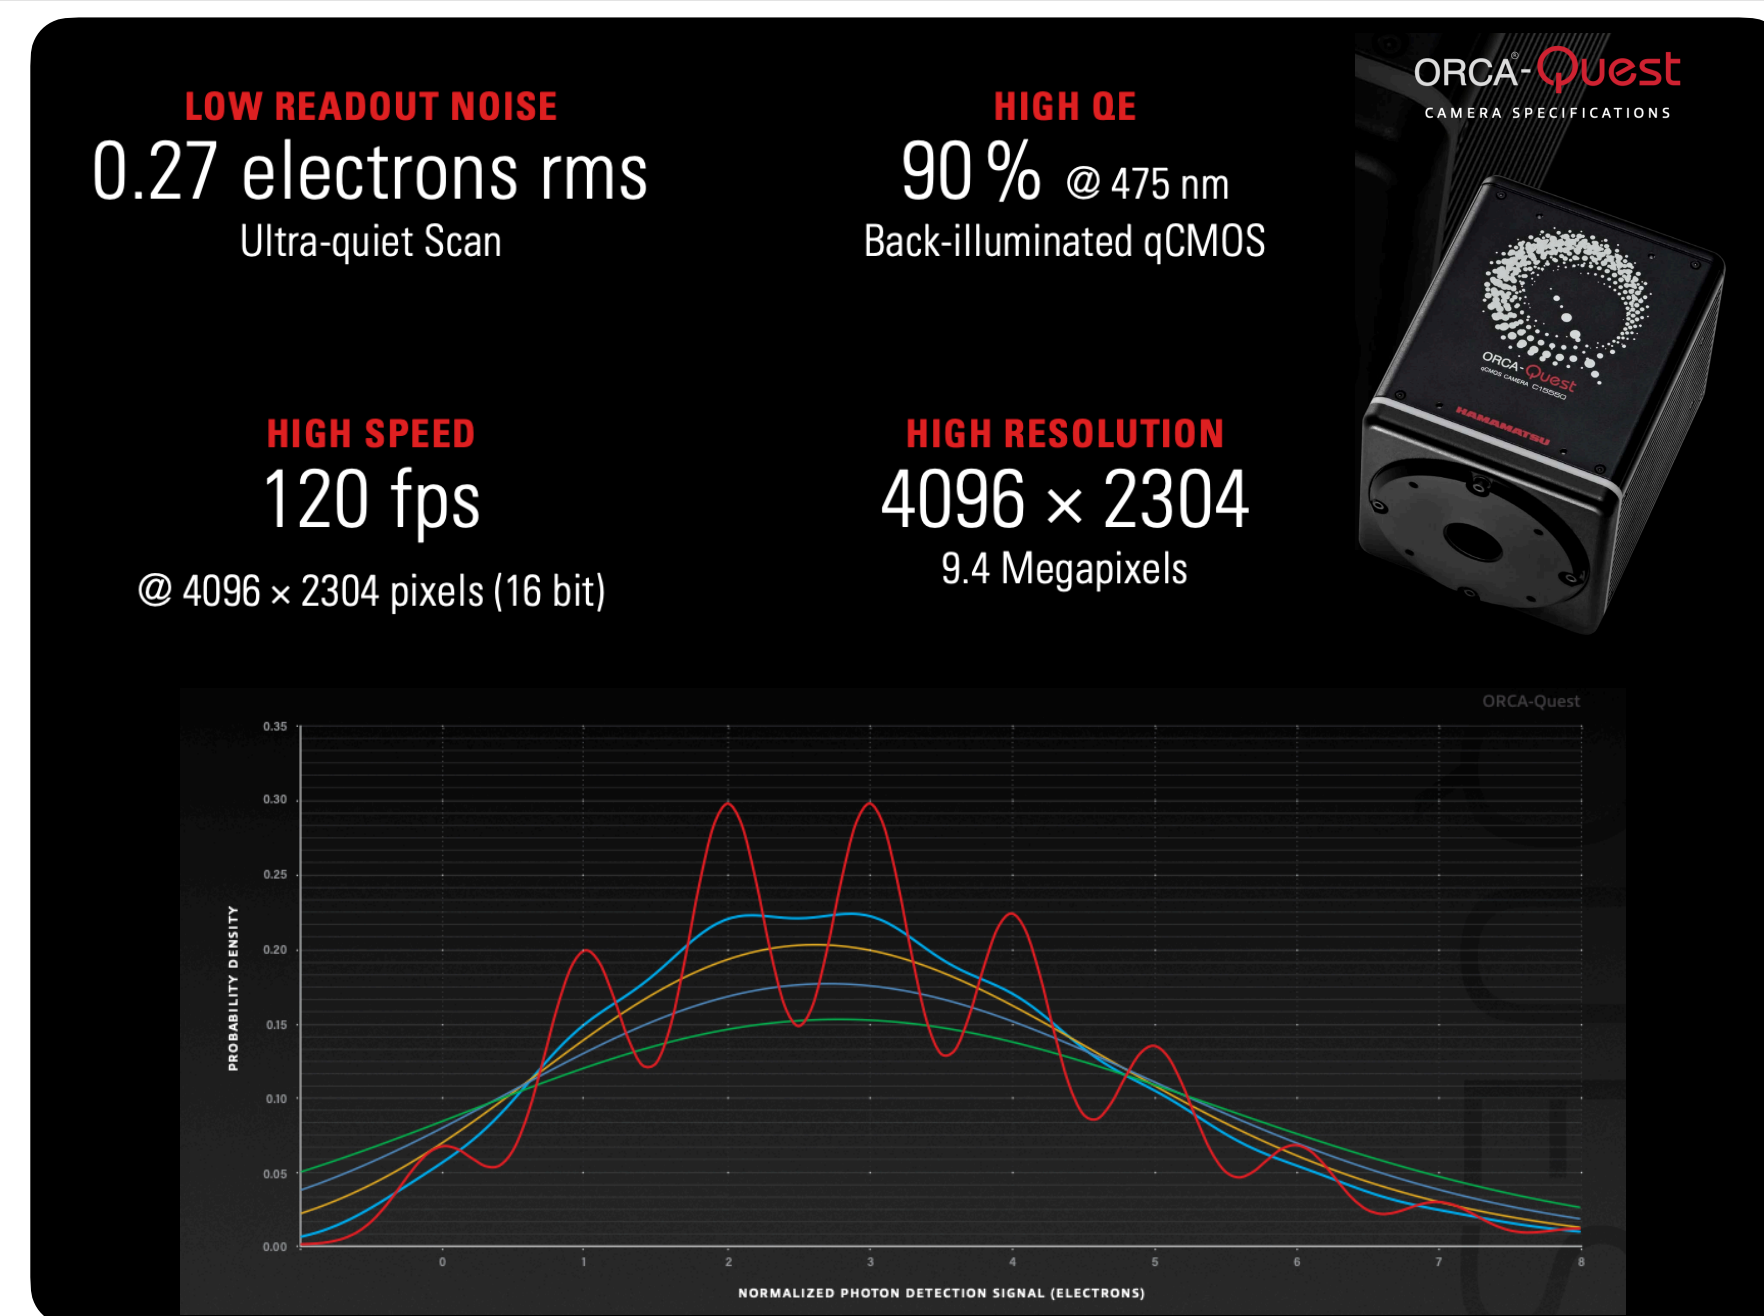 LOW READOUT NOISE
0.27 electrons rms
Ultra-quiet Scan
HIGH QE
90 % @ 475 nm
Back-illuminated qCMOS
ORCA®-Quest
CAMERA SPECIFICATIONS
ORCA-Quest
qCMOS CAMERA C15550
HAMAMATSU
HIGH SPEED
120 fps
@ 4096 × 2304 pixels (16 bit)
HIGH RESOLUTION
4096 × 2304
9.4 Megapixels
ORCA-Quest
PROBABILITY DENSITY
0.35
0.30
0.25
0.20
0.15
0.10
0.05
0.00
0 1 2 3 4 5 6 7 8
NORMALIZED PHOTON DETECTION SIGNAL (ELECTRONS)